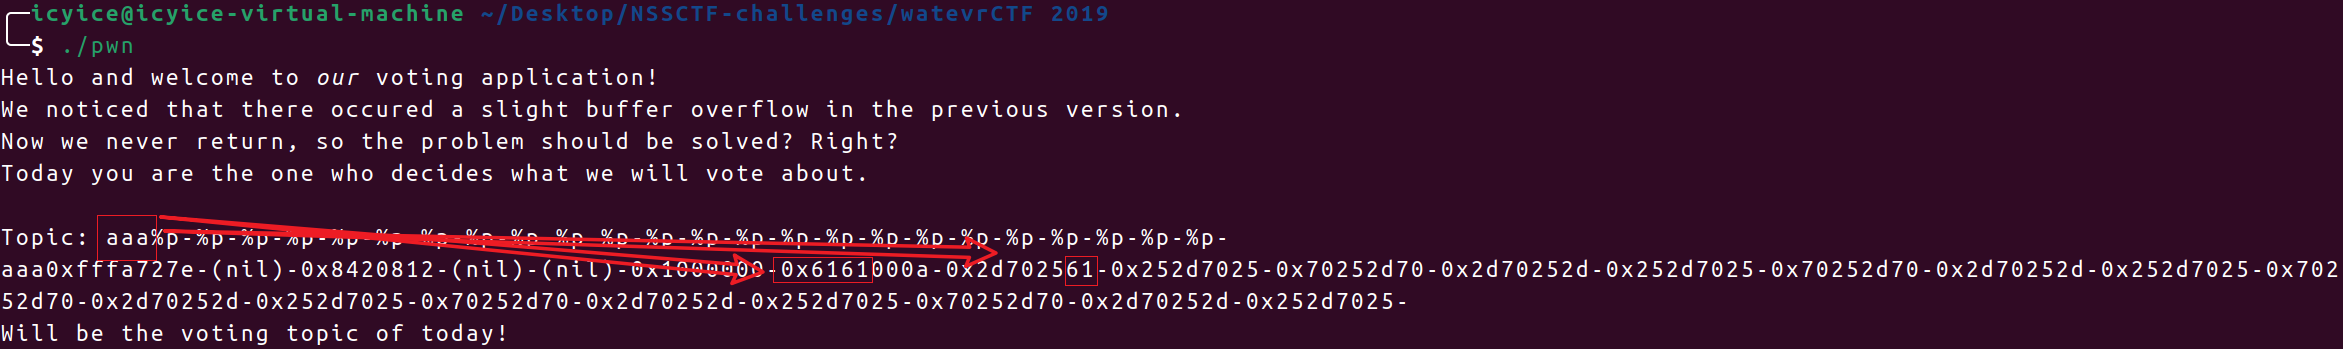 icyice@icyice-virtual-machine ~/Desktop/NSSCTF-challenges/watevrCTF 2019
$ ./pwn
Hello and welcome to our voting application!
We noticed that there occured a slight buffer overflow in the previous version.
Now we never return, so the problem should be solved? Right?
Today you are the one who decides what we will vote about.
Topic: aaa%p-%p-%p-%p-%p-%p-%p-%p-%p-%p-%p-%p-%p-%p-%p-%p-%p-%p-%p-%p-%p-%p-%p-%p-
aaa0xfffa727e-(nil)-0x8420812-(nil)-(nil)-0x1000000-0x6161000a-0x2d702561-0x252d7025-0x70252d70-0x2d70252d-0x252d7025-0x70252d70-0x2d70252d-0x252d7025-0x702
52d70-0x2d70252d-0x252d7025-0x70252d70-0x2d70252d-0x252d7025-0x70252d70-0x2d70252d-0x252d7025-
Will be the voting topic of today!